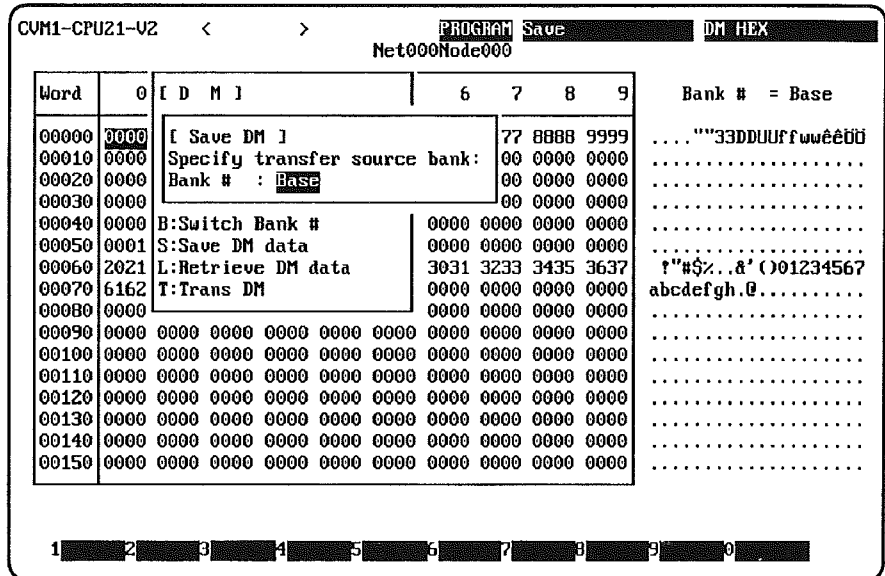 CVM1-CPU21-V2 < > PROGRAM Save DM HEX
Net000Node000
Word 0 [ D M ] 6 7 8 9 Bank # = Base
00000 0000 [ Save DM ] 77 8888 9999 ....""33DDUUffwwêêÖÖ
00010 0000 Specify transfer source bank: 00 0000 0000 ....................
00020 0000 Bank # : Base 00 0000 0000 ....................
00030 0000 00 0000 0000 ....................
00040 0000 B:Switch Bank # 0000 0000 0000 0000 ....................
00050 0001 S:Save DM data 0000 0000 0000 0000 ....................
00060 2021 L:Retrieve DM data 3031 3233 3435 3637 !"#$%..&'()01234567
00070 6162 T:Trans DM 0000 0000 0000 0000 abcdefgh.@..........
00080 0000 0000 0000 0000 0000 ....................
00090 0000 0000 0000 0000 0000 0000 0000 0000 0000 0000 ....................
00100 0000 0000 0000 0000 0000 0000 0000 0000 0000 0000 ....................
00110 0000 0000 0000 0000 0000 0000 0000 0000 0000 0000 ....................
00120 0000 0000 0000 0000 0000 0000 0000 0000 0000 0000 ....................
00130 0000 0000 0000 0000 0000 0000 0000 0000 0000 0000 ....................
00140 0000 0000 0000 0000 0000 0000 0000 0000 0000 0000 ....................
00150 0000 0000 0000 0000 0000 0000 0000 0000 0000 0000 ....................
1 2 3 4 5 6 7 8 9 0